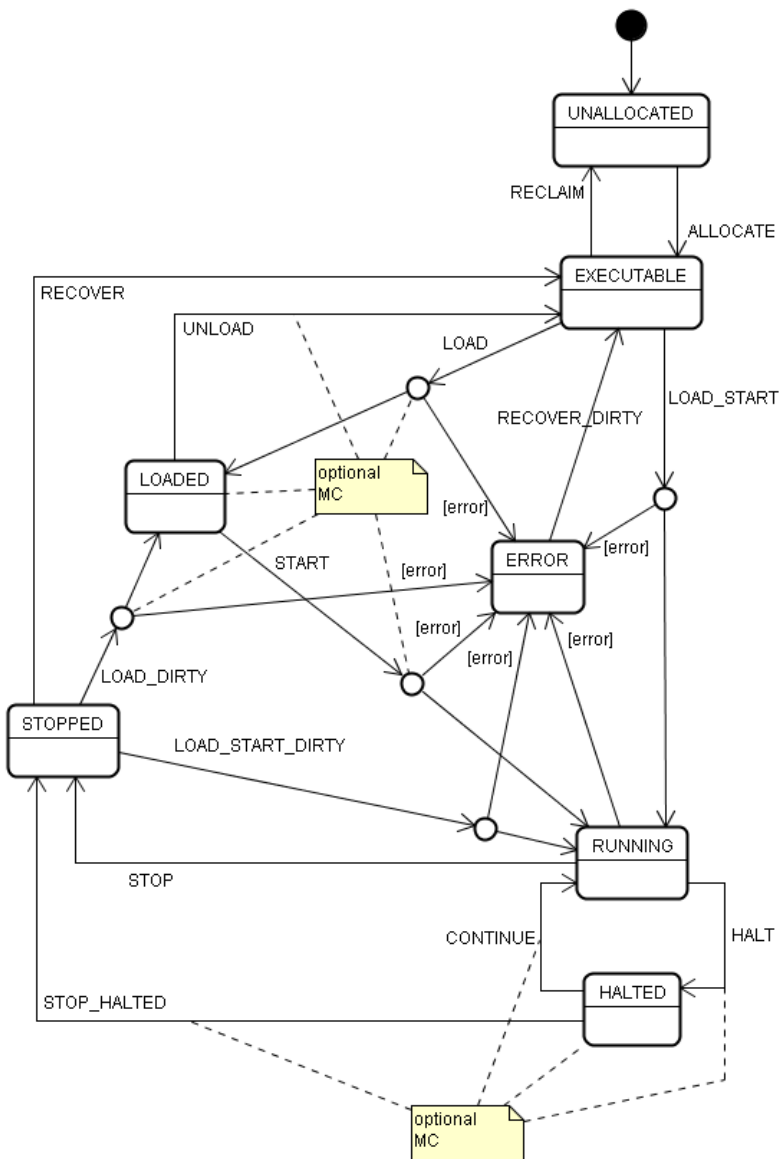 UNALLOCATED
RECLAIM
ALLOCATE
EXECUTABLE
RECOVER
UNLOAD
LOAD
LOAD_START
RECOVER_DIRTY
LOADED
optional
MC
[error]
[error]
ERROR
START
[error]
[error]
[error]
[error]
LOAD_DIRTY
STOPPED
LOAD_START_DIRTY
RUNNING
STOP
CONTINUE
HALT
HALTED
STOP_HALTED
optional
MC